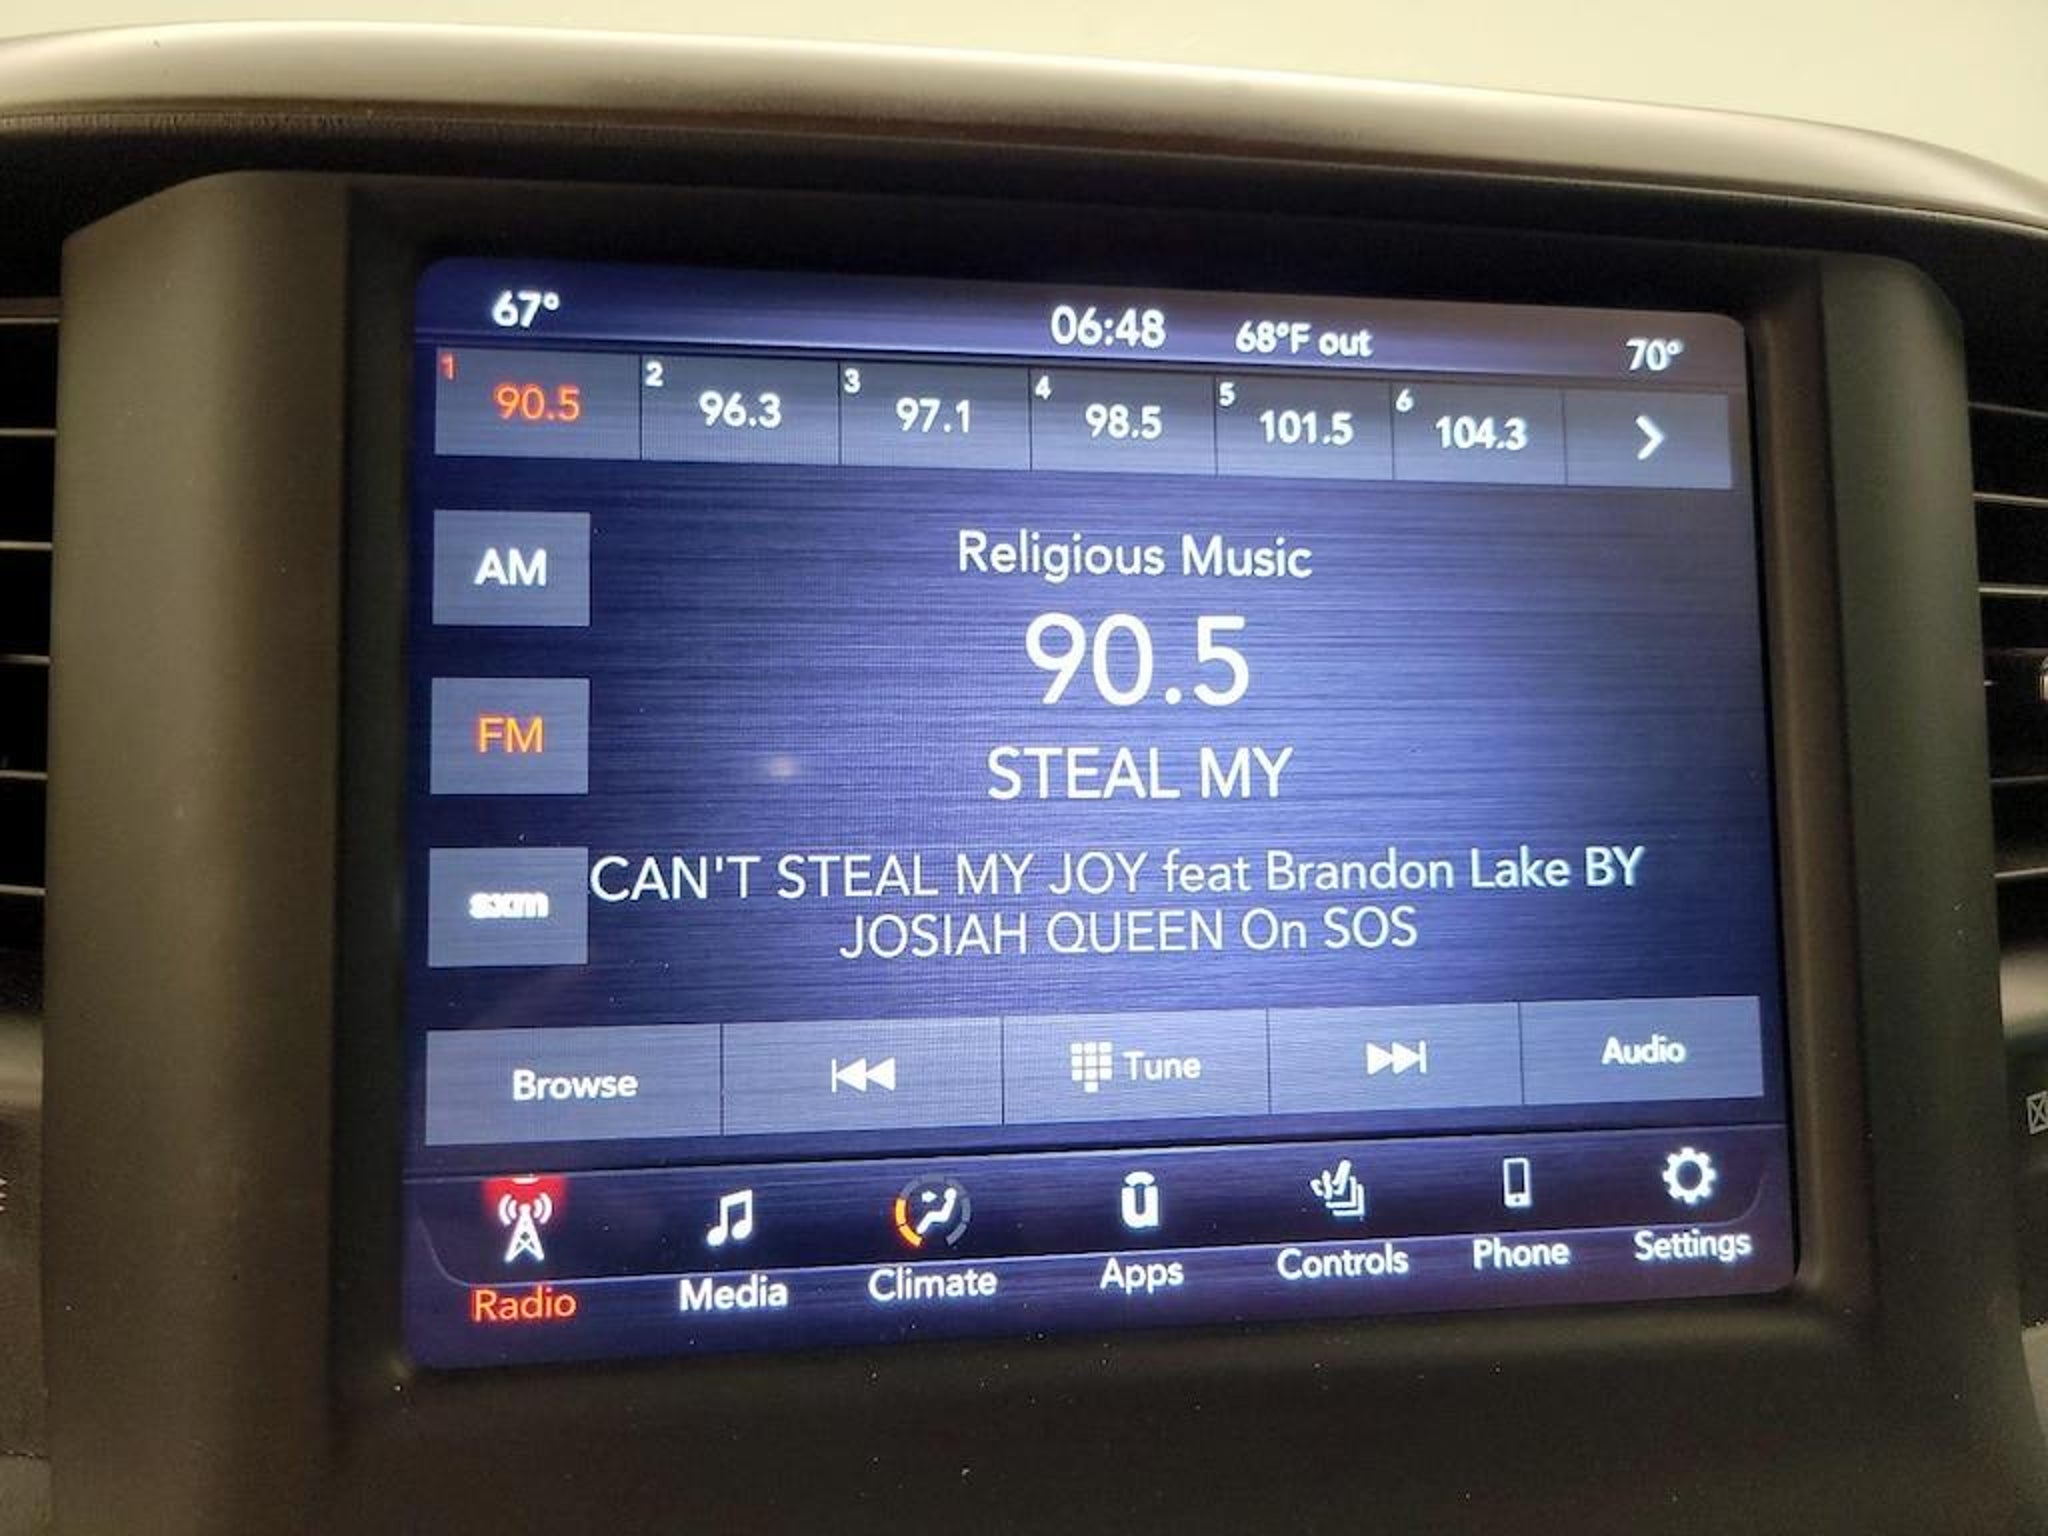 67° 06:48 68°F out 70°
1 90.5 2 96.3 3 97.1 4 98.5 5 101.5 6 104.3
AM
FM
sxm
Religious Music
90.5
STEAL MY
CAN'T STEAL MY JOY feat Brandon Lake BY
JOSIAH QUEEN On SOS
Browse Tune Audio
Radio Media Climate Apps Controls Phone Settings